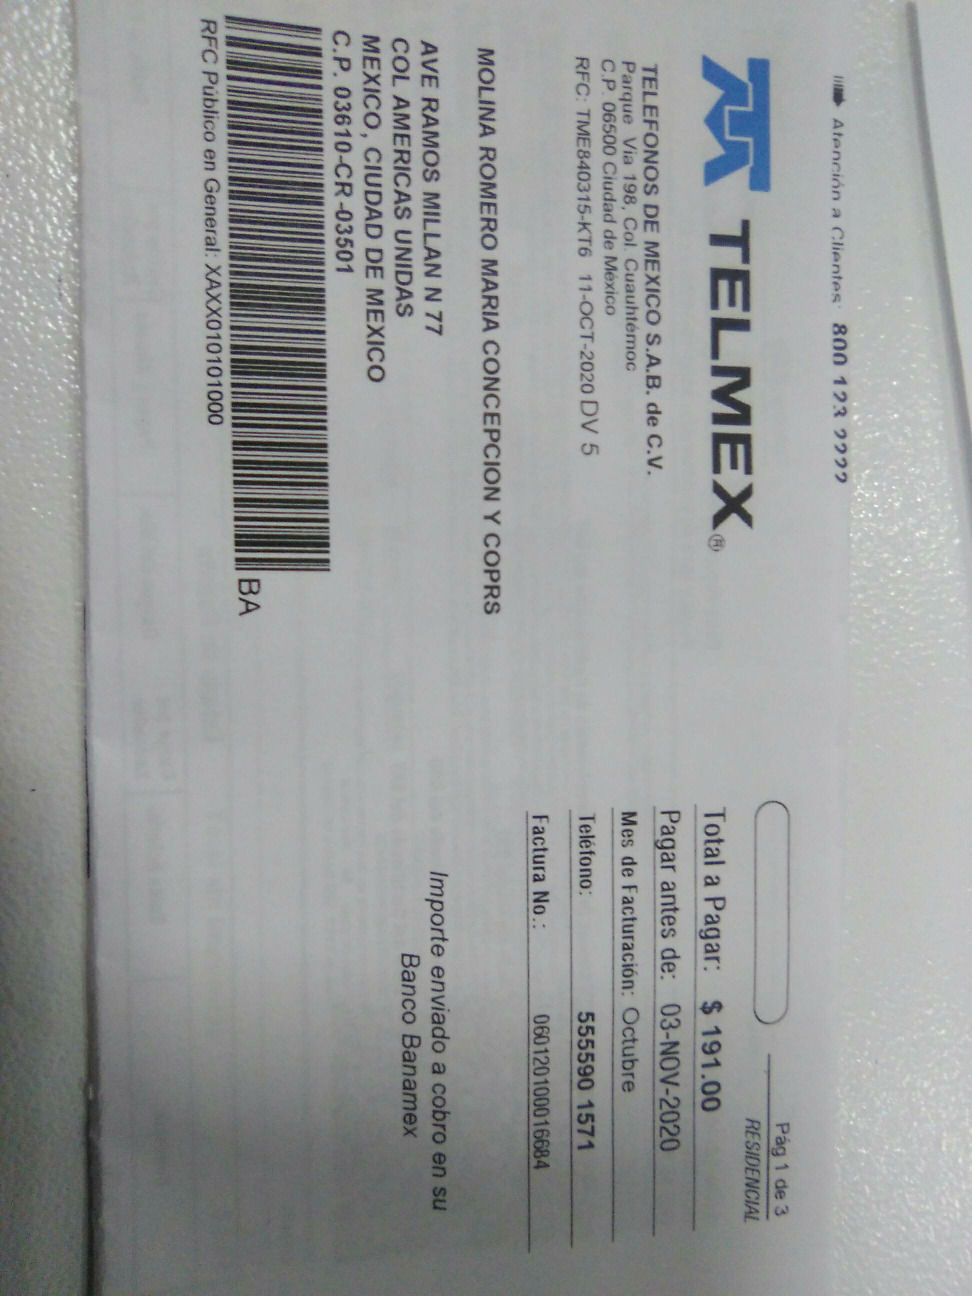 Atención a Clientes: 800 123 2222
TELMEX®
TELEFONOS DE MEXICO S.A.B. de C.V.
Parque Via 198, Col. Cuauhtémoc
C.P. 06500 Ciudad de México
RFC: TME840315-KT6 11-OCT-2020 DV 5
MOLINA ROMERO MARIA CONCEPCION Y COPRS
AVE RAMOS MILLAN N 77
COL AMERICAS UNIDAS
MEXICO, CIUDAD DE MEXICO
C.P. 03610-CR -03501
BA
RFC Público en General: XAXX010101000
Pág 1 de 3
RESIDENCIAL
Total a Pagar: $ 191.00
Pagar antes de: 03-NOV-2020
Mes de Facturación: Octubre
Teléfono: 555590 1571
Factura No.: 060120100016684
Importe enviado a cobro en su
Banco Banamex